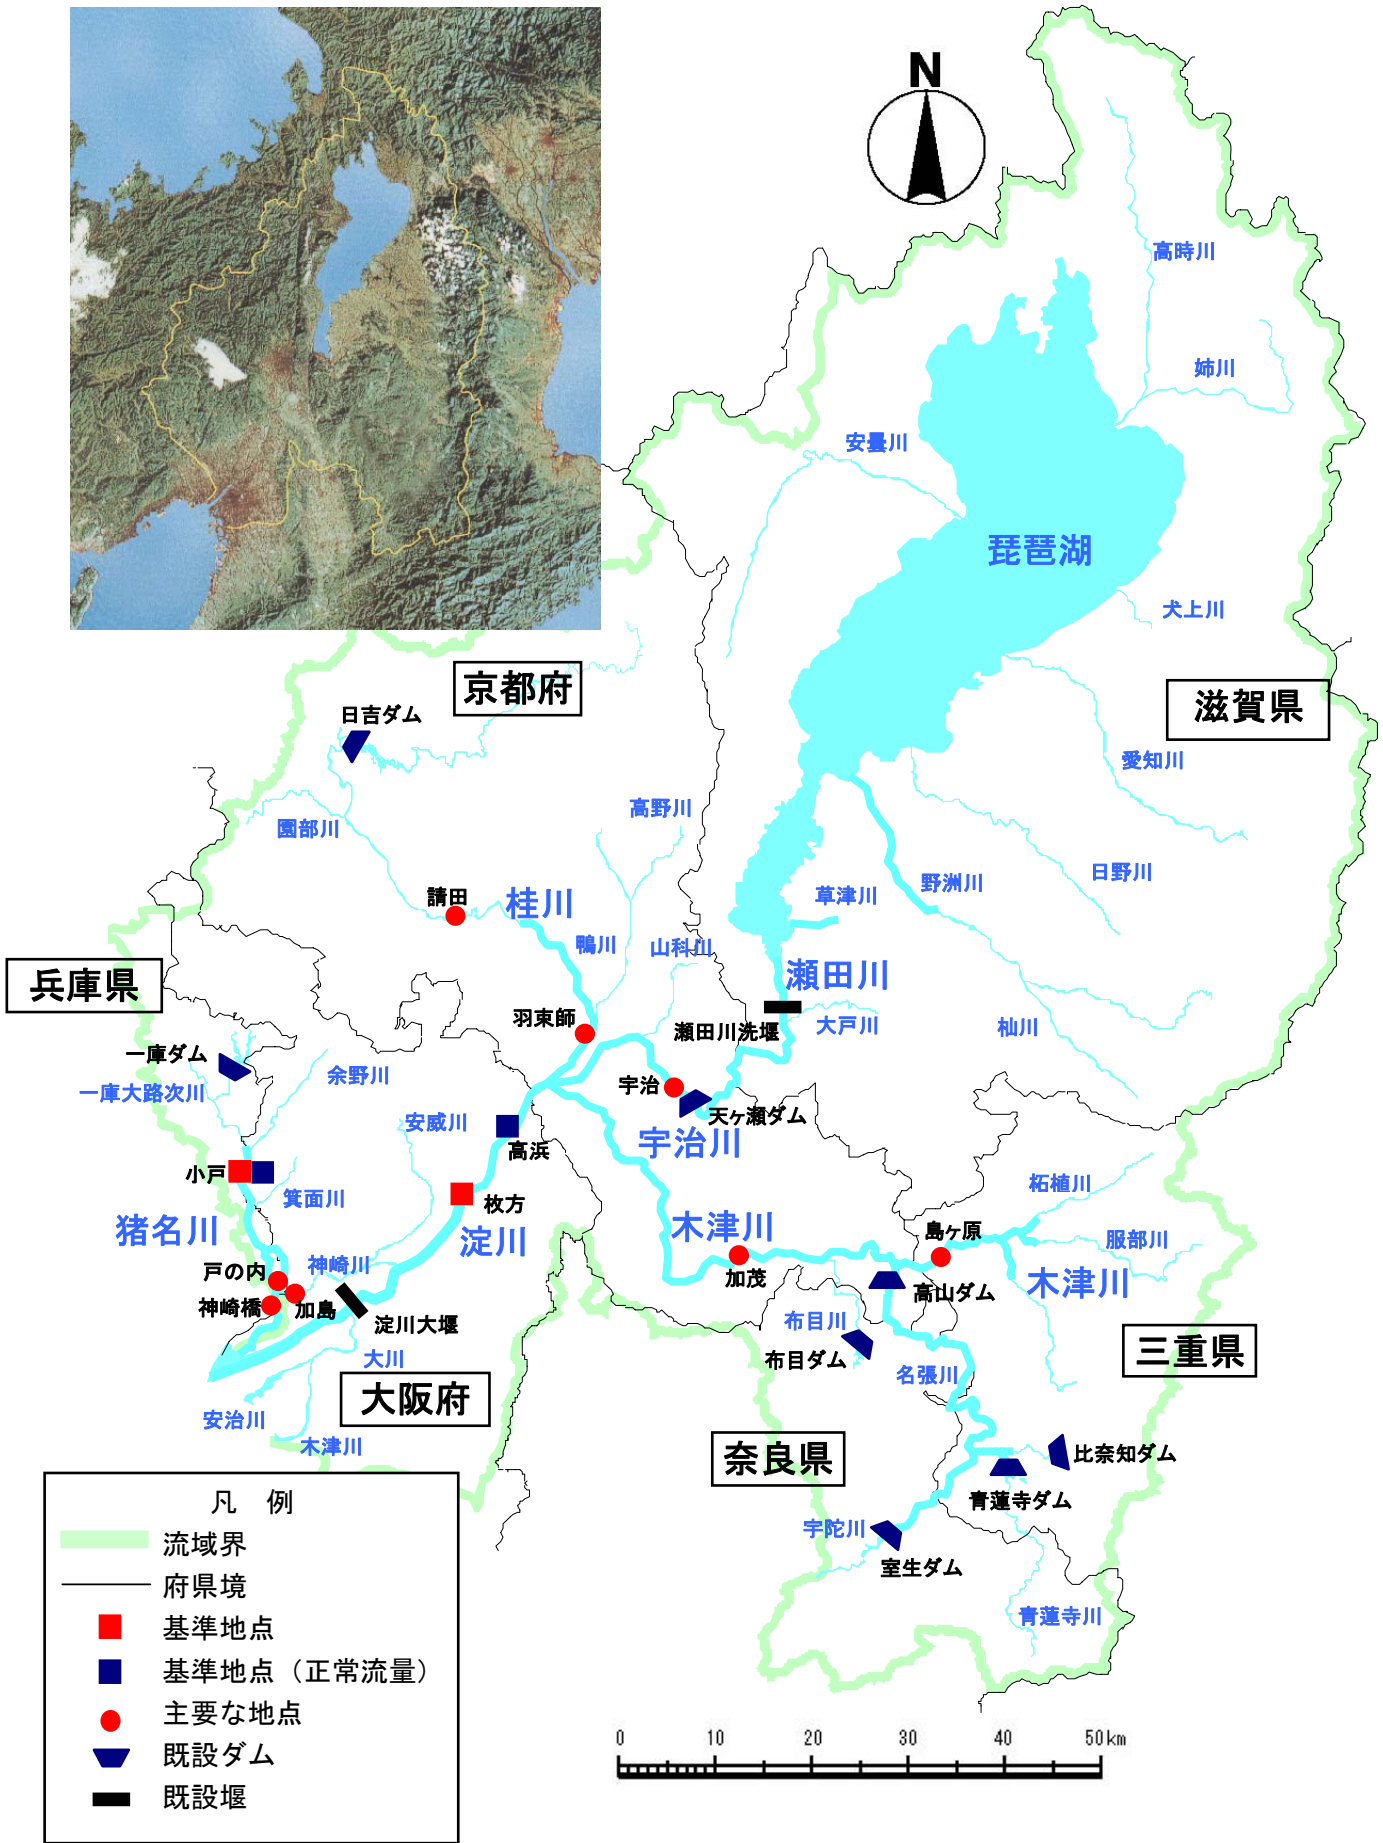 N
高時川
姉川
安曇川
琵琶湖
犬上川
京都府
滋賀県
日吉ダム
愛知川
高野川
園部川
日野川
請田
桂川
草津川
野洲川
鴨川
山科川
瀬田川
兵庫県
羽束師
瀬田川洗堰
大戸川
杣川
一庫ダム
余野川
一庫大路次川
宇治
天ヶ瀬ダム
安威川
高浜
宇治川
小戸
箕面川
枚方
柘植川
猪名川
淀川
木津川
島ヶ原
服部川
戸の内
神崎川
加茂
高山ダム
木津川
神崎橋
加島
淀川大堰
布目川
布目ダム
三重県
大川
名張川
大阪府
安治川
木津川
奈良県
比奈知ダム
青蓮寺ダム
宇陀川
室生ダム
青蓮寺川
凡 例
流域界
府県境
基準地点
基準地点（正常流量）
主要な地点
既設ダム
既設堰
0 10 20 30 40 50km